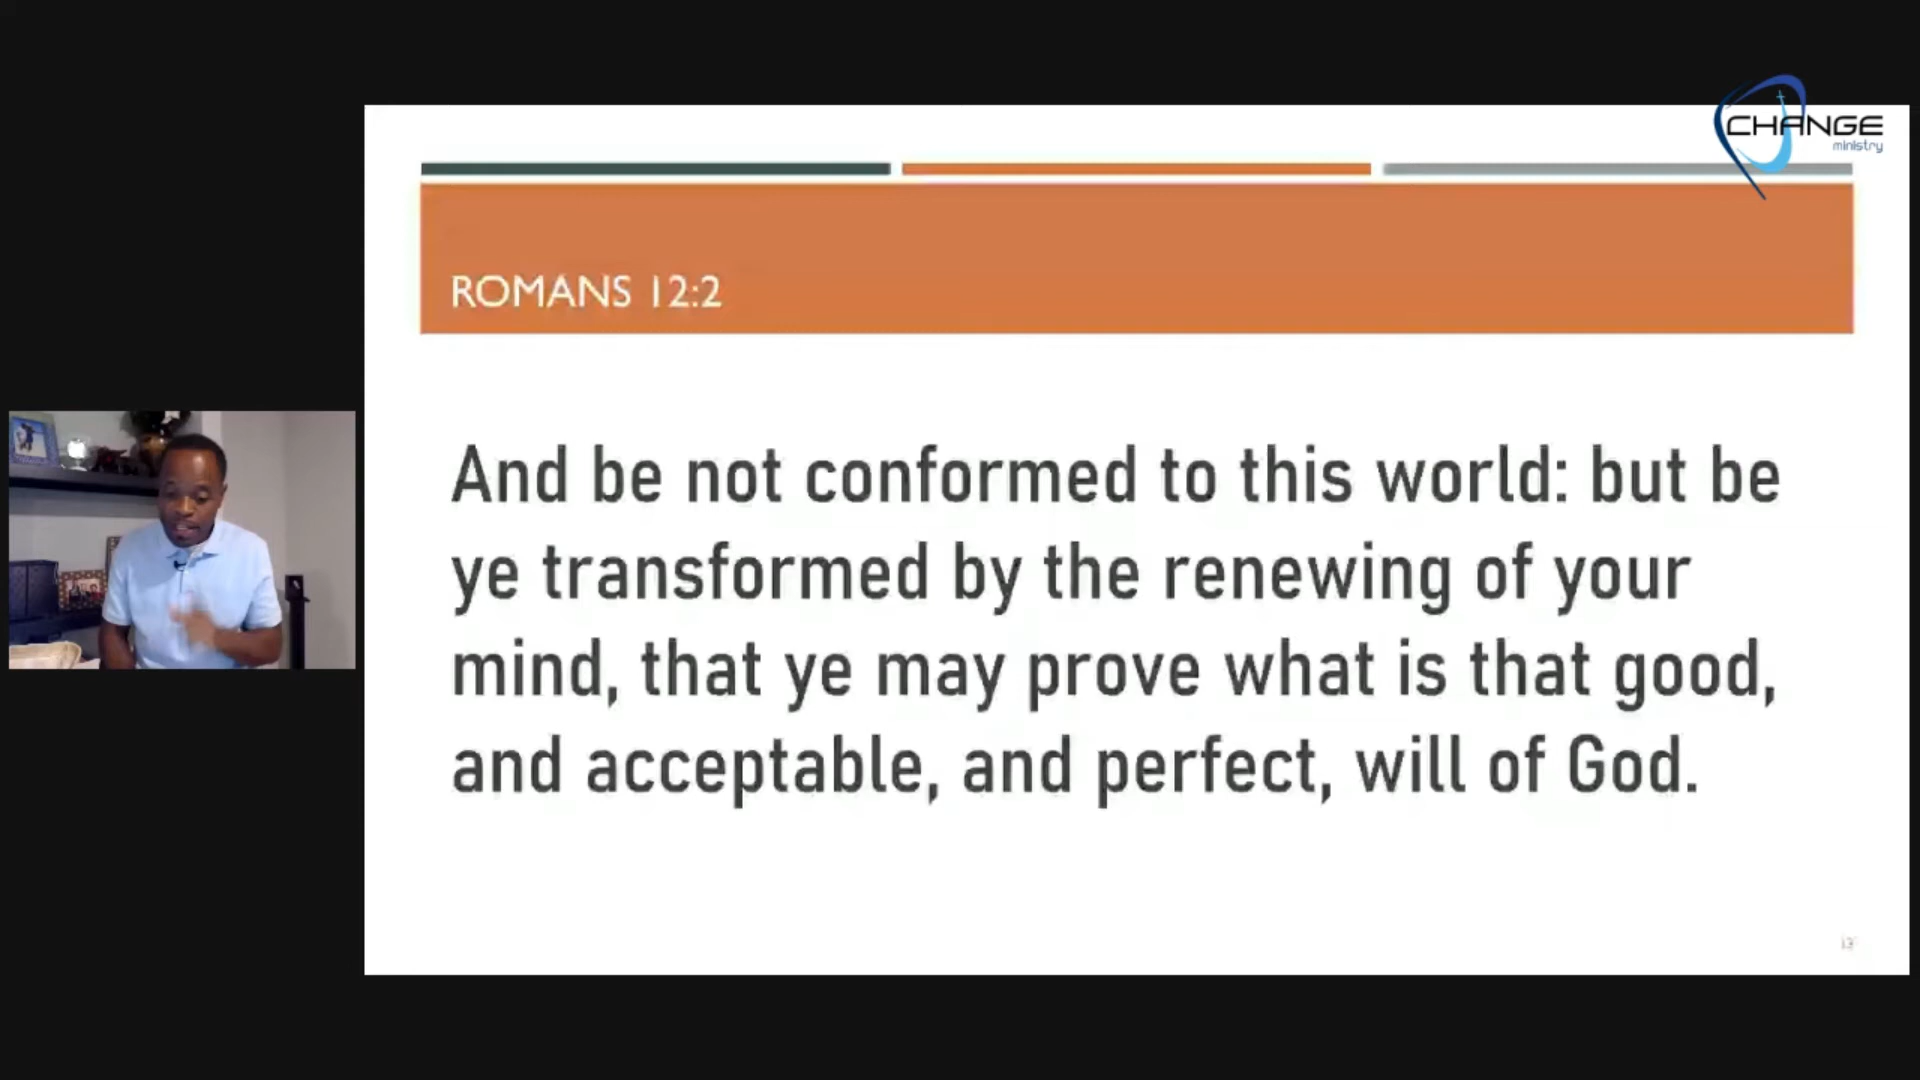 CHANGE
ministry
ROMANS 12:2
And be not conformed to this world: but be
ye transformed by the renewing of your
mind, that ye may prove what is that good,
and acceptable, and perfect, will of God.
13